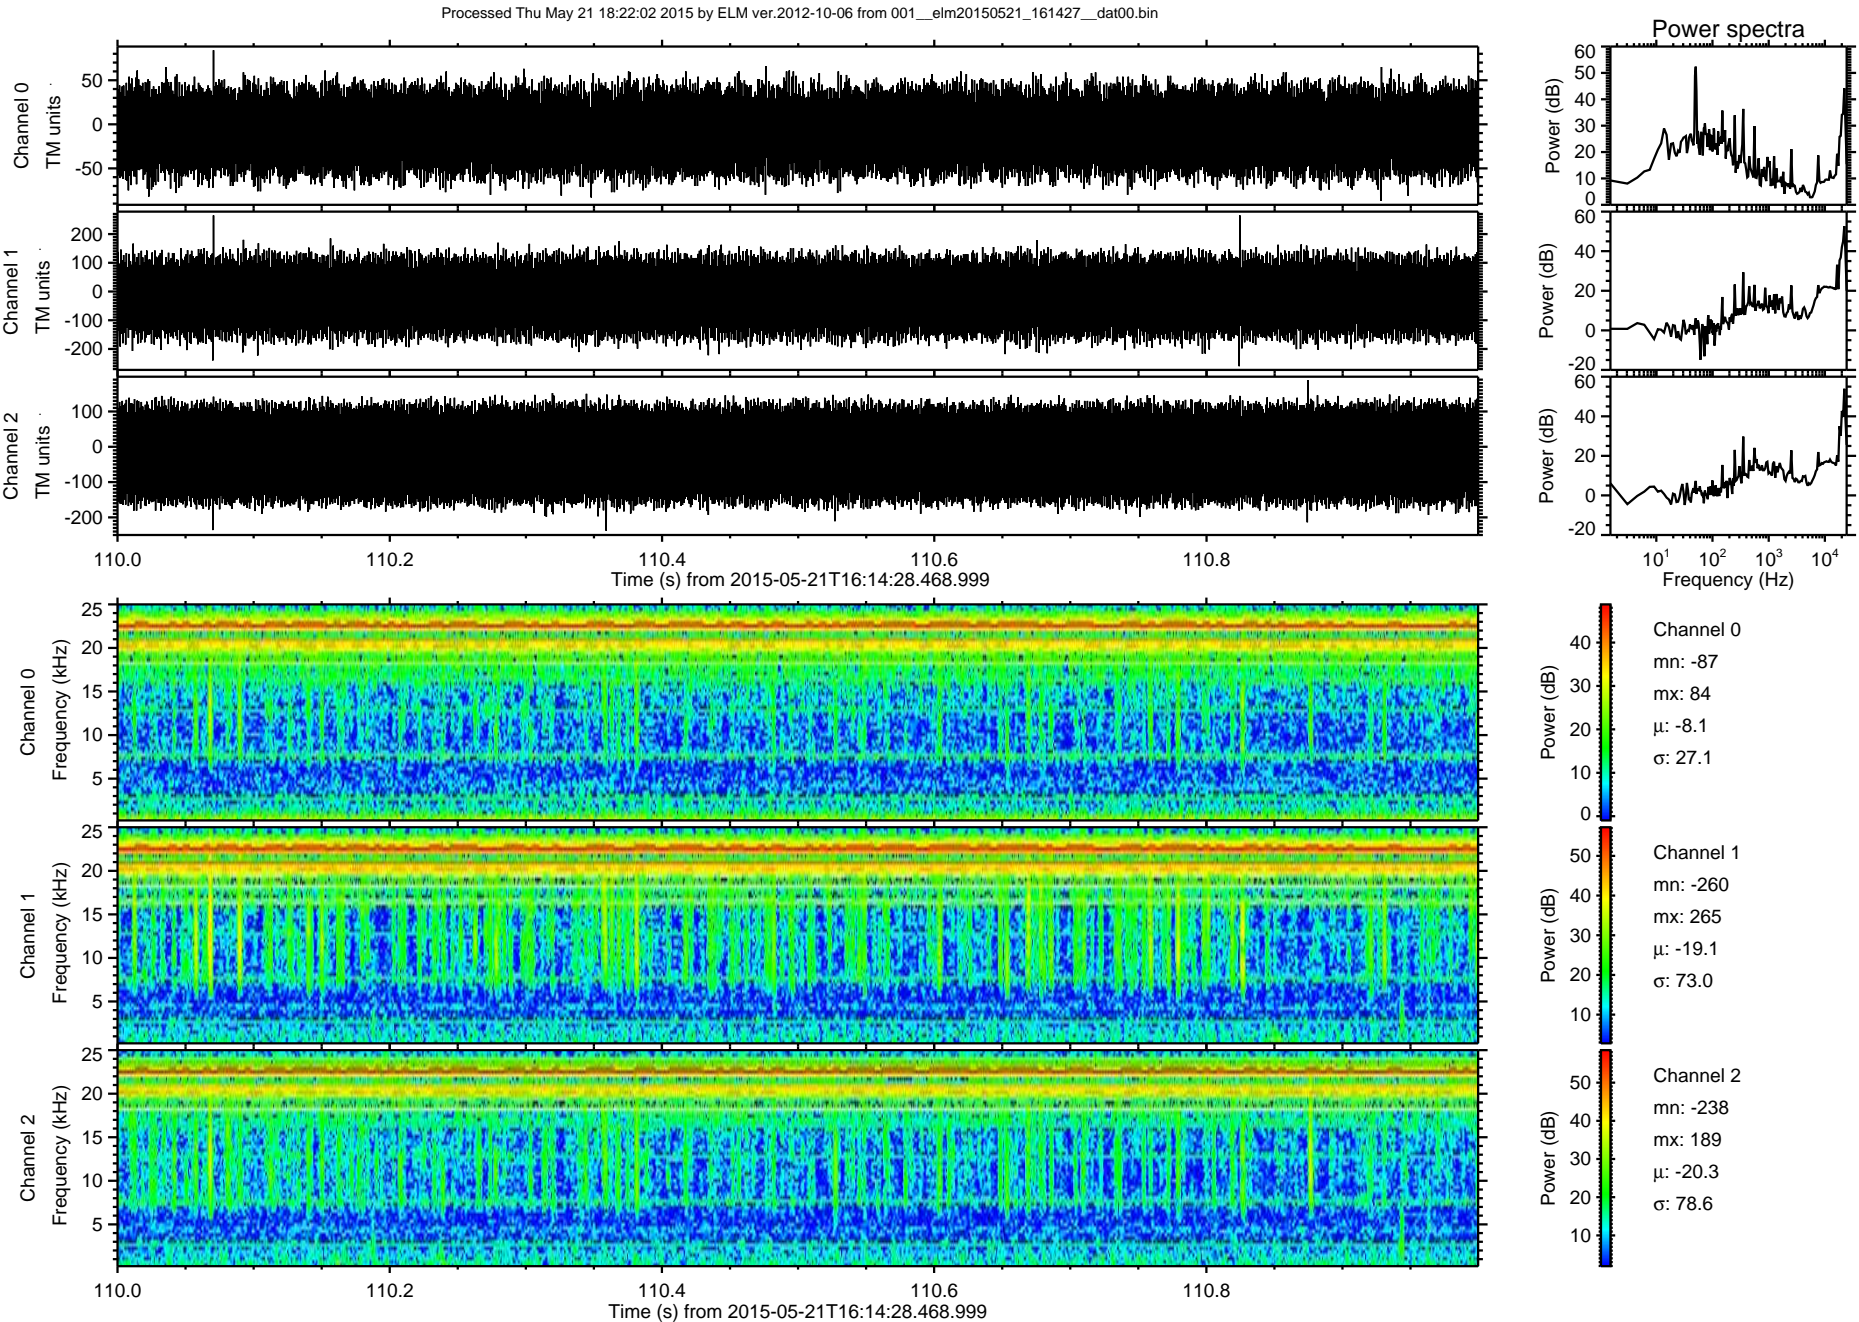 Processed Thu May 21 18:22:02 2015 by ELM ver.2012-10-06 from 001__elm20150521_161427__dat00.bin
Power spectra
Channel 0
TM units
50
0
-50
Power (dB)
60
50
40
30
20
10
0
Channel 1
TM units
200
100
0
-100
-200
Power (dB)
60
40
20
0
-20
Channel 2
TM units
100
0
-100
-200
Power (dB)
60
40
20
0
-20
110.0 110.2 110.4 110.6 110.8
Time (s) from 2015-05-21T16:14:28.468.999
10^1 10^2 10^3 10^4
Frequency (Hz)
Channel 0
Frequency (kHz)
25
20
15
10
5
Power (dB)
40
30
20
10
0
Channel 0
mn: -87
mx: 84
μ: -8.1
σ: 27.1
Channel 1
Frequency (kHz)
25
20
15
10
5
Power (dB)
50
40
30
20
10
Channel 1
mn: -260
mx: 265
μ: -19.1
σ: 73.0
Channel 2
Frequency (kHz)
25
20
15
10
5
Power (dB)
50
40
30
20
10
Channel 2
mn: -238
mx: 189
μ: -20.3
σ: 78.6
110.0 110.2 110.4 110.6 110.8
Time (s) from 2015-05-21T16:14:28.468.999